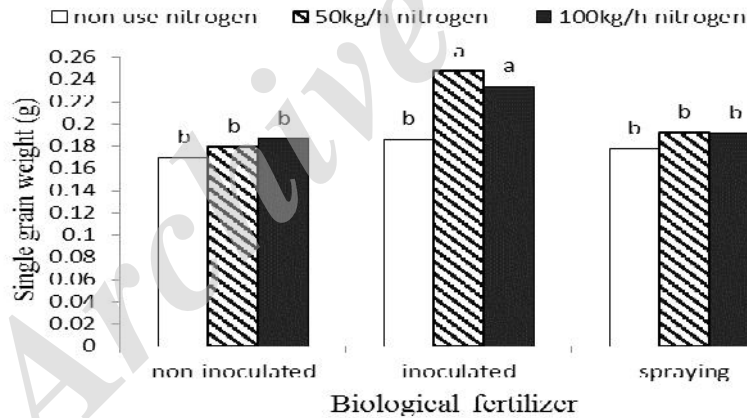 non use nitrogen 50kg/h nitrogen 100kg/h nitrogen
Single grain weight (g)
0.26
0.24
0.22
0.2
0.18
0.16
0.14
0.12
0.1
0.08
0.06
0.04
0.02
0
b b b
b a a
b b b
non inoculated inoculated spraying
Biological fertilizer
Archive